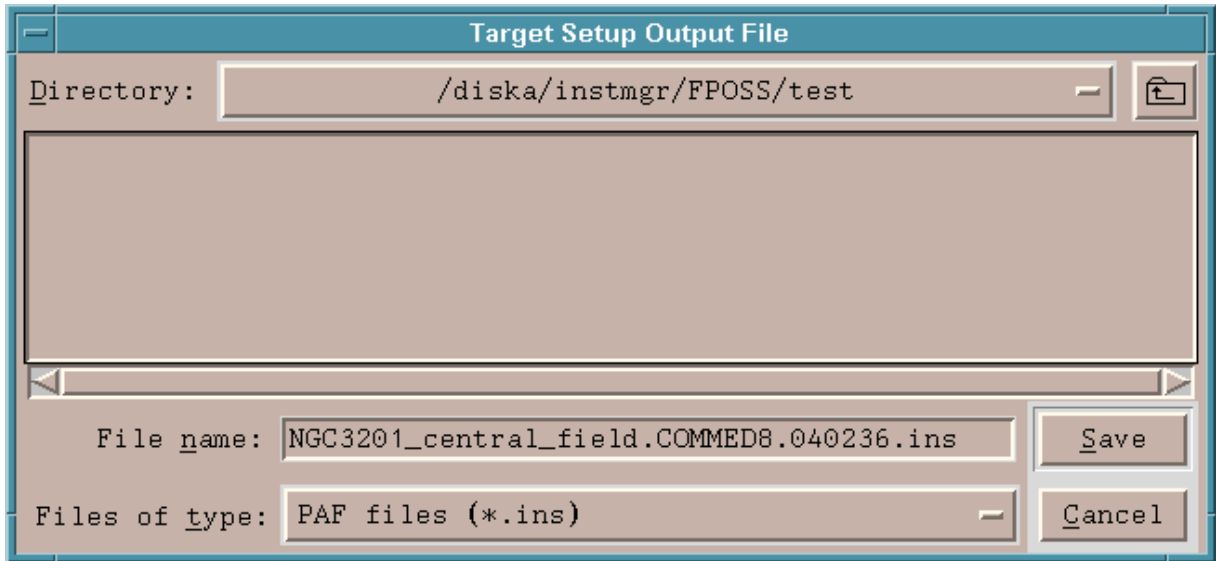 Target Setup Output File
Directory: /diska/instmgr/FPOSS/test
File name: NGC3201_central_field.COMMED8.040236.ins Save
Files of type: PAF files (*.ins) Cancel